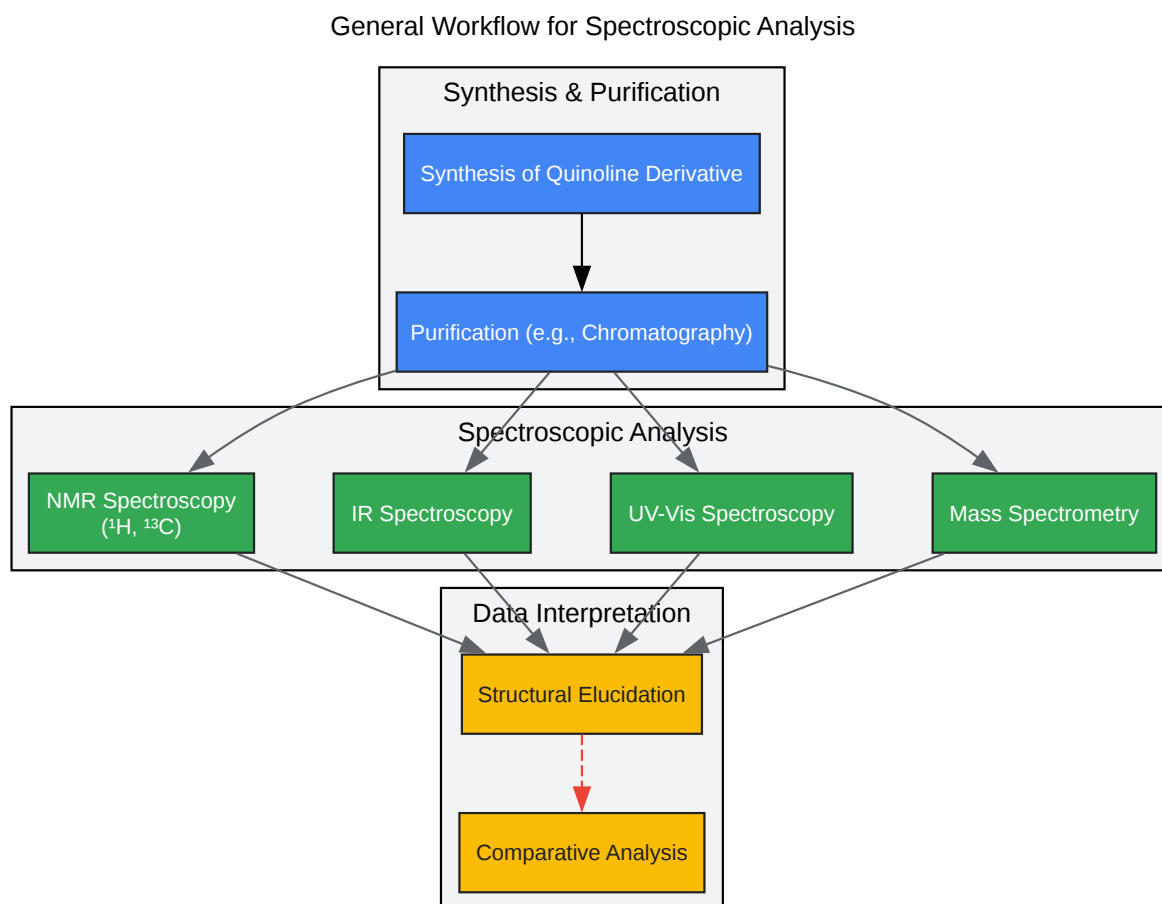 General Workflow for Spectroscopic Analysis
Synthesis & Purification
Synthesis of Quinoline Derivative
Purification (e.g., Chromatography)
Spectroscopic Analysis
NMR Spectroscopy
(¹H, ¹³C)
IR Spectroscopy
UV-Vis Spectroscopy
Mass Spectrometry
Data Interpretation
Structural Elucidation
Comparative Analysis